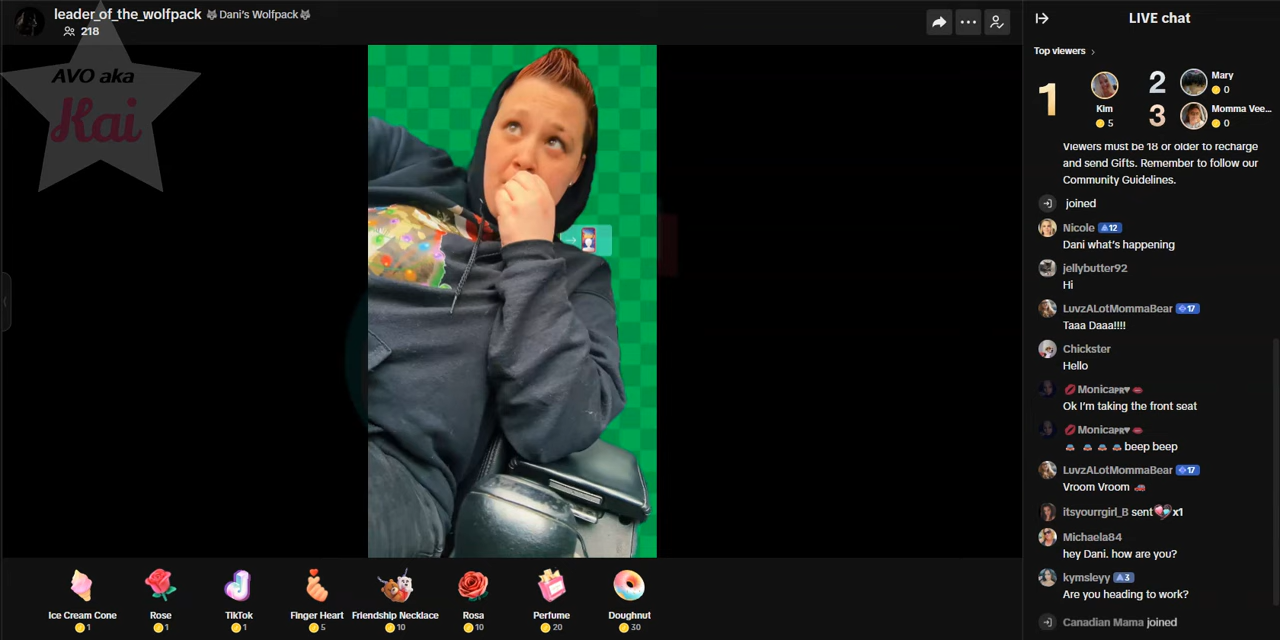 leader_of_the_wolfpack 🐺Dani's Wolfpack🐺
218
AVO aka
Kai
LIVE chat
Top viewers
1
Kim
5
2
Mary
0
3
Momma Vee...
0
Viewers must be 18 or older to recharge
and send Gifts. Remember to follow our
Community Guidelines.
joined
Nicole 12
Dani what's happening
jellybutter92
Hi
LuvzALotMommaBear 17
Taaa Daaa!!!!
Chickster
Hello
💋Monicaᴘʀ♥👄
Ok I'm taking the front seat
💋Monicaᴘʀ♥👄
🚘 🚘 🚘 🚘 beep beep
LuvzALotMommaBear 17
Vroom Vroom 🚗
itsyourrgirl_B sent x1
Michaela84
hey Dani. how are you?
kymsleyy 3
Are you heading to work?
Canadian Mama joined
Ice Cream Cone
1
Rose
1
TikTok
1
Finger Heart
5
Friendship Necklace
10
Rosa
10
Perfume
20
Doughnut
30